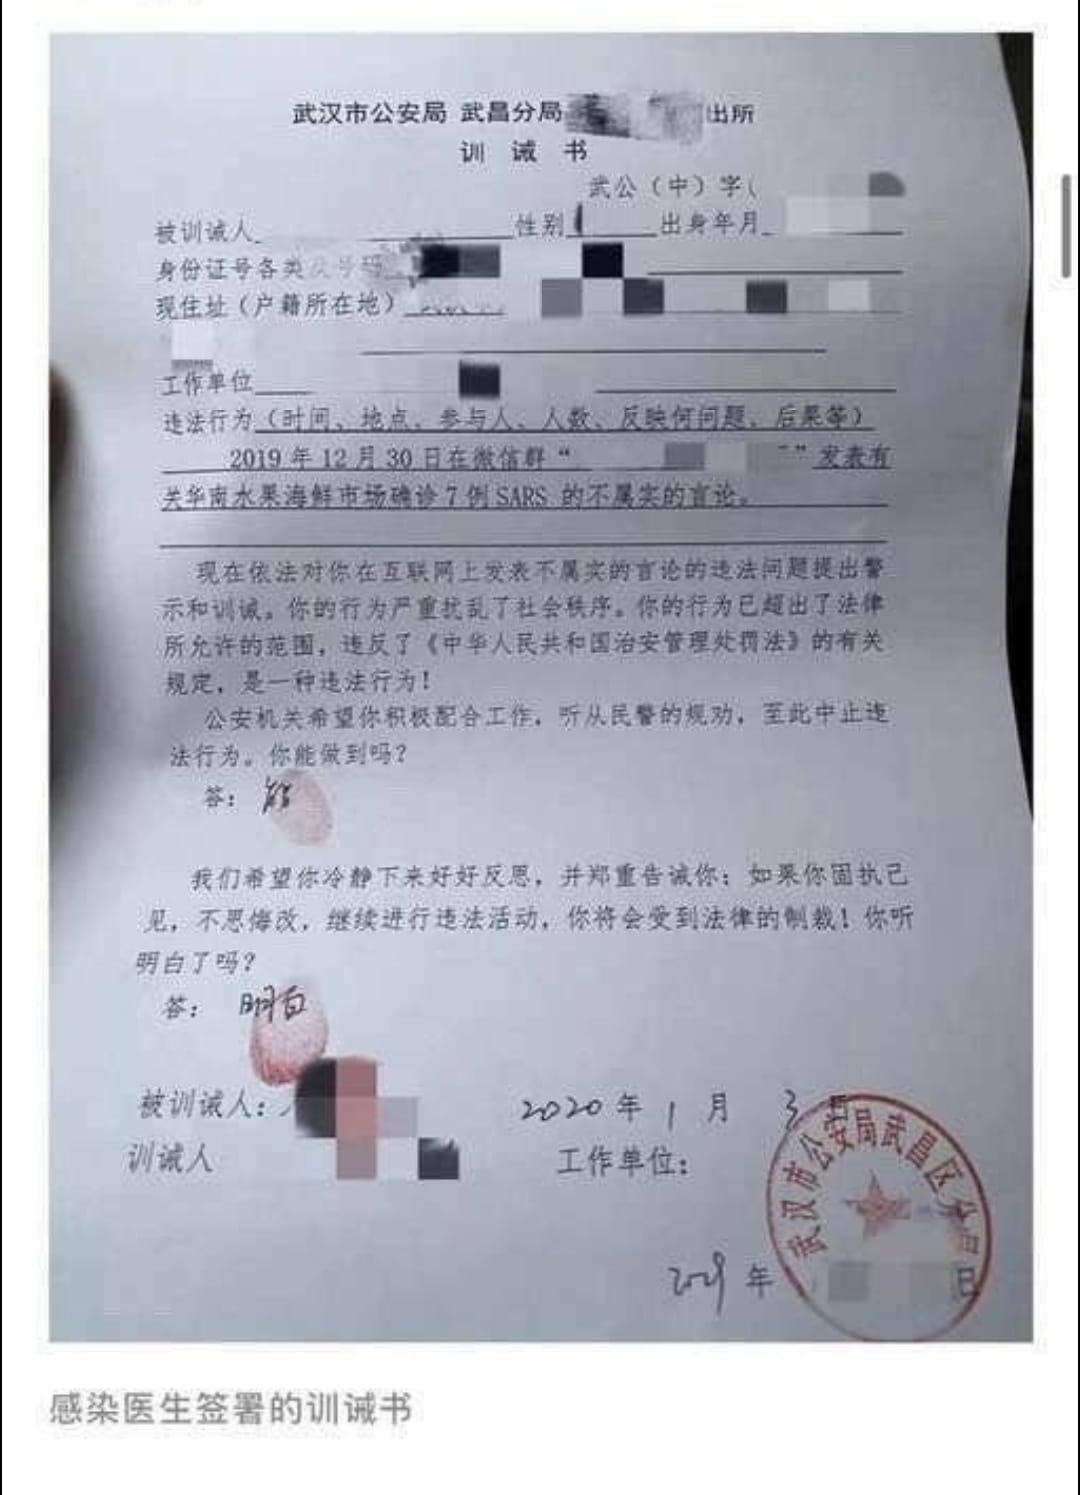 武汉市公安局 武昌分局 出所
训 诫 书
武公（中）字（
被训诫人 性别 出身年月
身份证号各类及号码
现住址（户籍所在地）
工作单位
违法行为（时间、地点、参与人、人数、反映何问题、后果等）
2019 年 12 月 30 日在微信群“ ”发表有
关华南水果海鲜市场确诊 7 例 SARS 的不属实的言论。
现在依法对你在互联网上发表不属实的言论的违法问题提出警
示和训诫。你的行为严重扰乱了社会秩序。你的行为已超出了法律
所允许的范围，违反了《中华人民共和国治安管理处罚法》的有关
规定，是一种违法行为！
公安机关希望你积极配合工作，听从民警的规劝，至此中止违
法行为。你能做到吗？
答： 能
我们希望你冷静下来好好反思，并郑重告诫你：如果你固执己
见，不思悔改，继续进行违法活动，你将会受到法律的制裁！你听
明白了吗？
答： 明白
被训诫人： 2020 年 1 月 3 日
训诫人 工作单位：
武汉市公安局武昌区分局
年 日
感染医生签署的训诫书